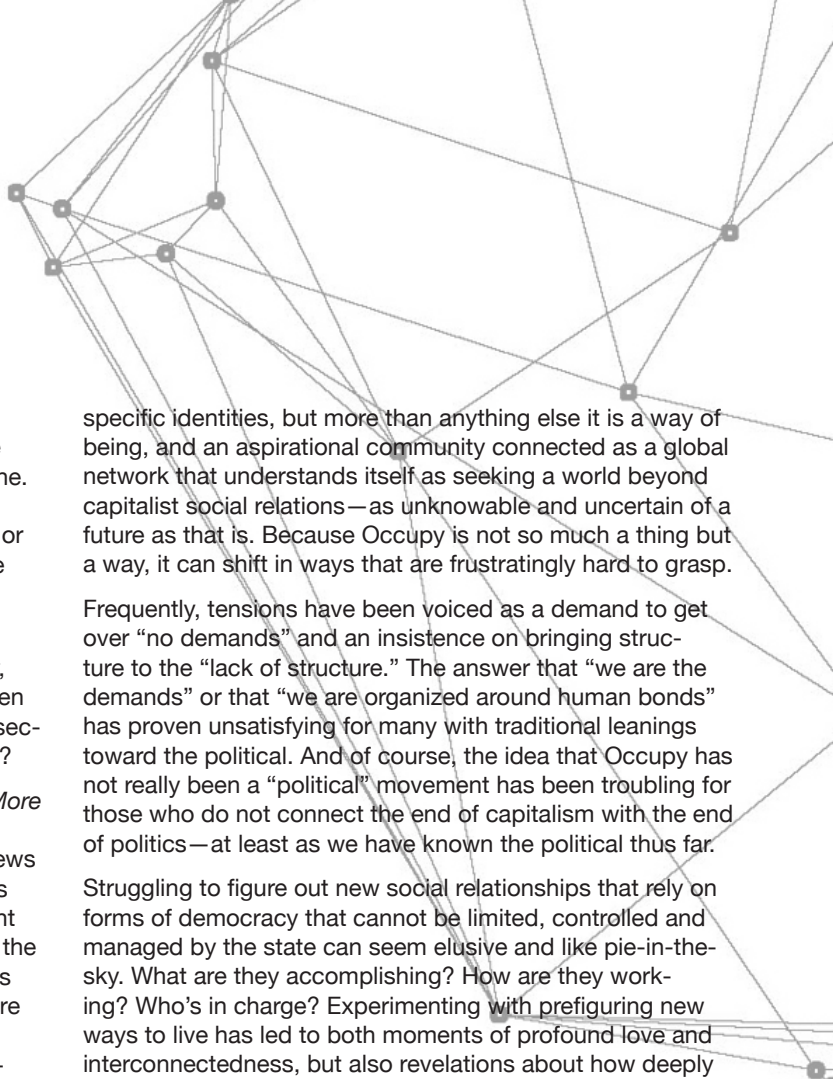 ne.
or
e
,
en
sec-
?
More
ews
s
nt
the
s
re
-
specific identities, but more than anything else it is a way of
being, and an aspirational community connected as a global
network that understands itself as seeking a world beyond
capitalist social relations—as unknowable and uncertain of a
future as that is. Because Occupy is not so much a thing but
a way, it can shift in ways that are frustratingly hard to grasp.
Frequently, tensions have been voiced as a demand to get
over “no demands” and an insistence on bringing struc-
ture to the “lack of structure.” The answer that “we are the
demands” or that “we are organized around human bonds”
has proven unsatisfying for many with traditional leanings
toward the political. And of course, the idea that Occupy has
not really been a “political” movement has been troubling for
those who do not connect the end of capitalism with the end
of politics—at least as we have known the political thus far.
Struggling to figure out new social relationships that rely on
forms of democracy that cannot be limited, controlled and
managed by the state can seem elusive and like pie-in-the-
sky. What are they accomplishing? How are they work-
ing? Who’s in charge? Experimenting with prefiguring new
ways to live has led to both moments of profound love and
interconnectedness, but also revelations about how deeply